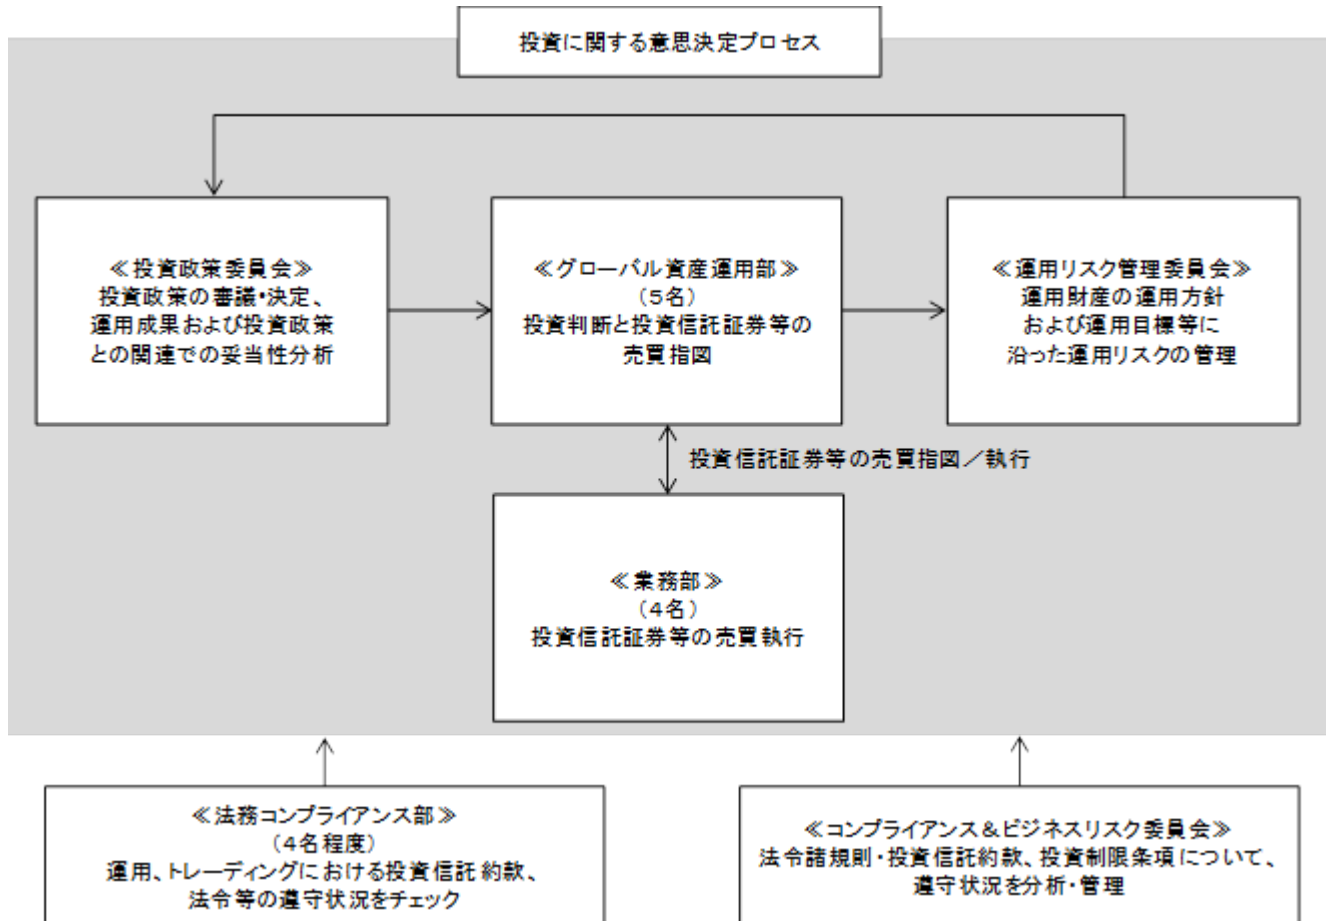 投資に関する意思決定プロセス
≪投資政策委員会≫
投資政策の審議・決定、
運用成果および投資政策
との関連での妥当性分析
≪グローバル資産運用部≫
（5名）
投資判断と投資信託証券等の
売買指図
≪運用リスク管理委員会≫
運用財産の運用方針
および運用目標等に
沿った運用リスクの管理
投資信託証券等の売買指図／執行
≪業務部≫
（4名）
投資信託証券等の売買執行
≪法務コンプライアンス部≫
（4名程度）
運用、トレーディングにおける投資信託約款、
法令等の遵守状況をチェック
≪コンプライアンス＆ビジネスリスク委員会≫
法令諸規則・投資信託約款、投資制限条項について、
遵守状況を分析・管理